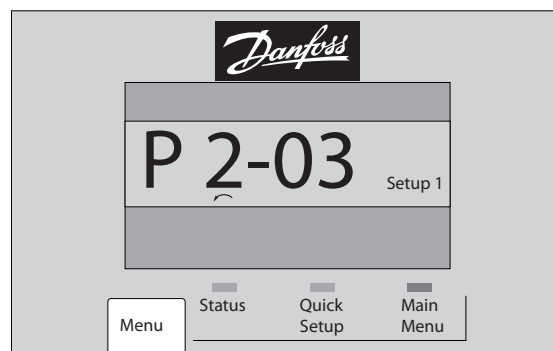 Danfoss
P 2-03
Setup 1
Status
Quick
Setup
Main
Menu
Menu